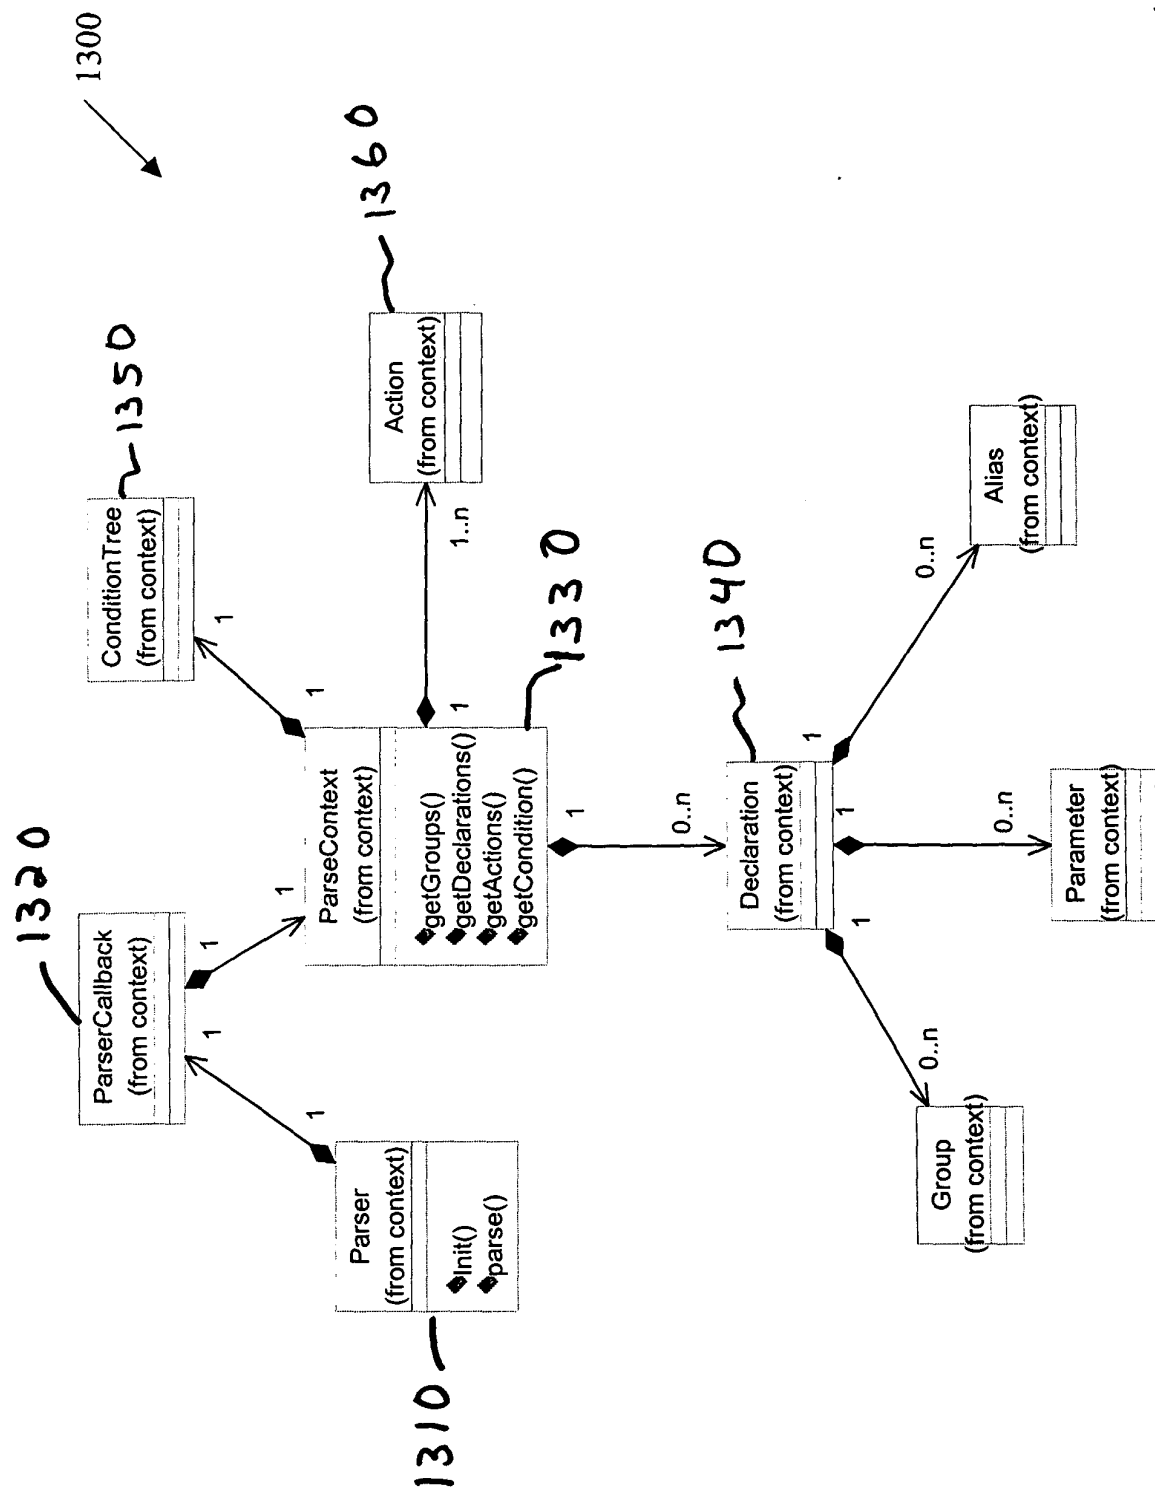 1300
1320
ParserCallback
(from context)
1350
ConditionTree
(from context)
1
1
1
1
1
1
1310
Parser
(from context)
Init()
parse()
ParseContext
(from context)
getGroups()
getDeclarations()
getActions()
getCondition()
1330
1
1..n
1360
Action
(from context)
1
0..n
1340
Declaration
(from context)
1
1
1
0..n
0..n
0..n
Group
(from context)
Parameter
(from context)
Alias
(from context)